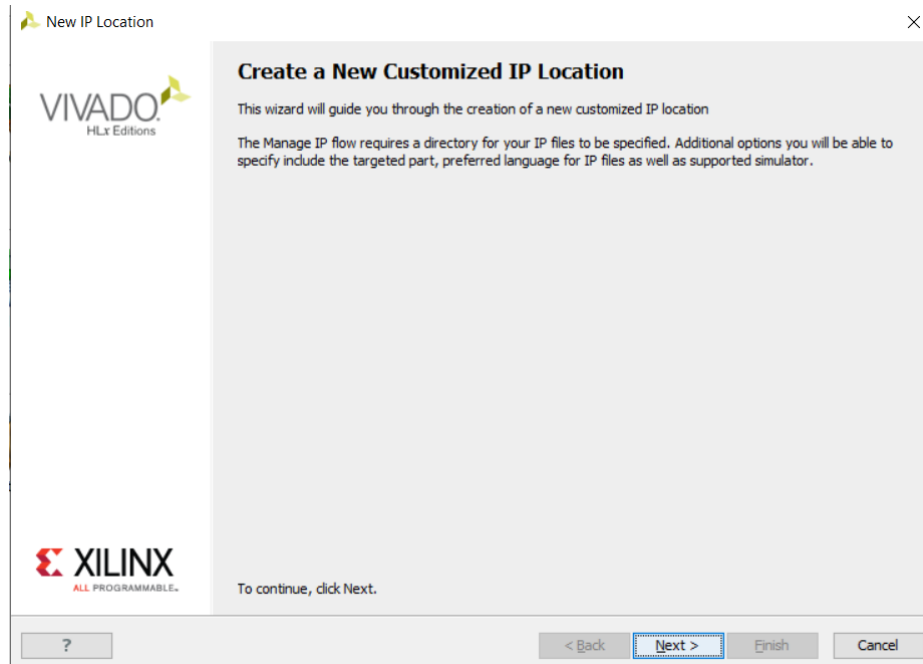 New IP Location
VIVADO.
HLx Editions
Create a New Customized IP Location
This wizard will guide you through the creation of a new customized IP location
The Manage IP flow requires a directory for your IP files to be specified. Additional options you will be able to
specify include the targeted part, preferred language for IP files as well as supported simulator.
XILINX
ALL PROGRAMMABLE™
To continue, click Next.
?
< Back
Next >
Finish
Cancel